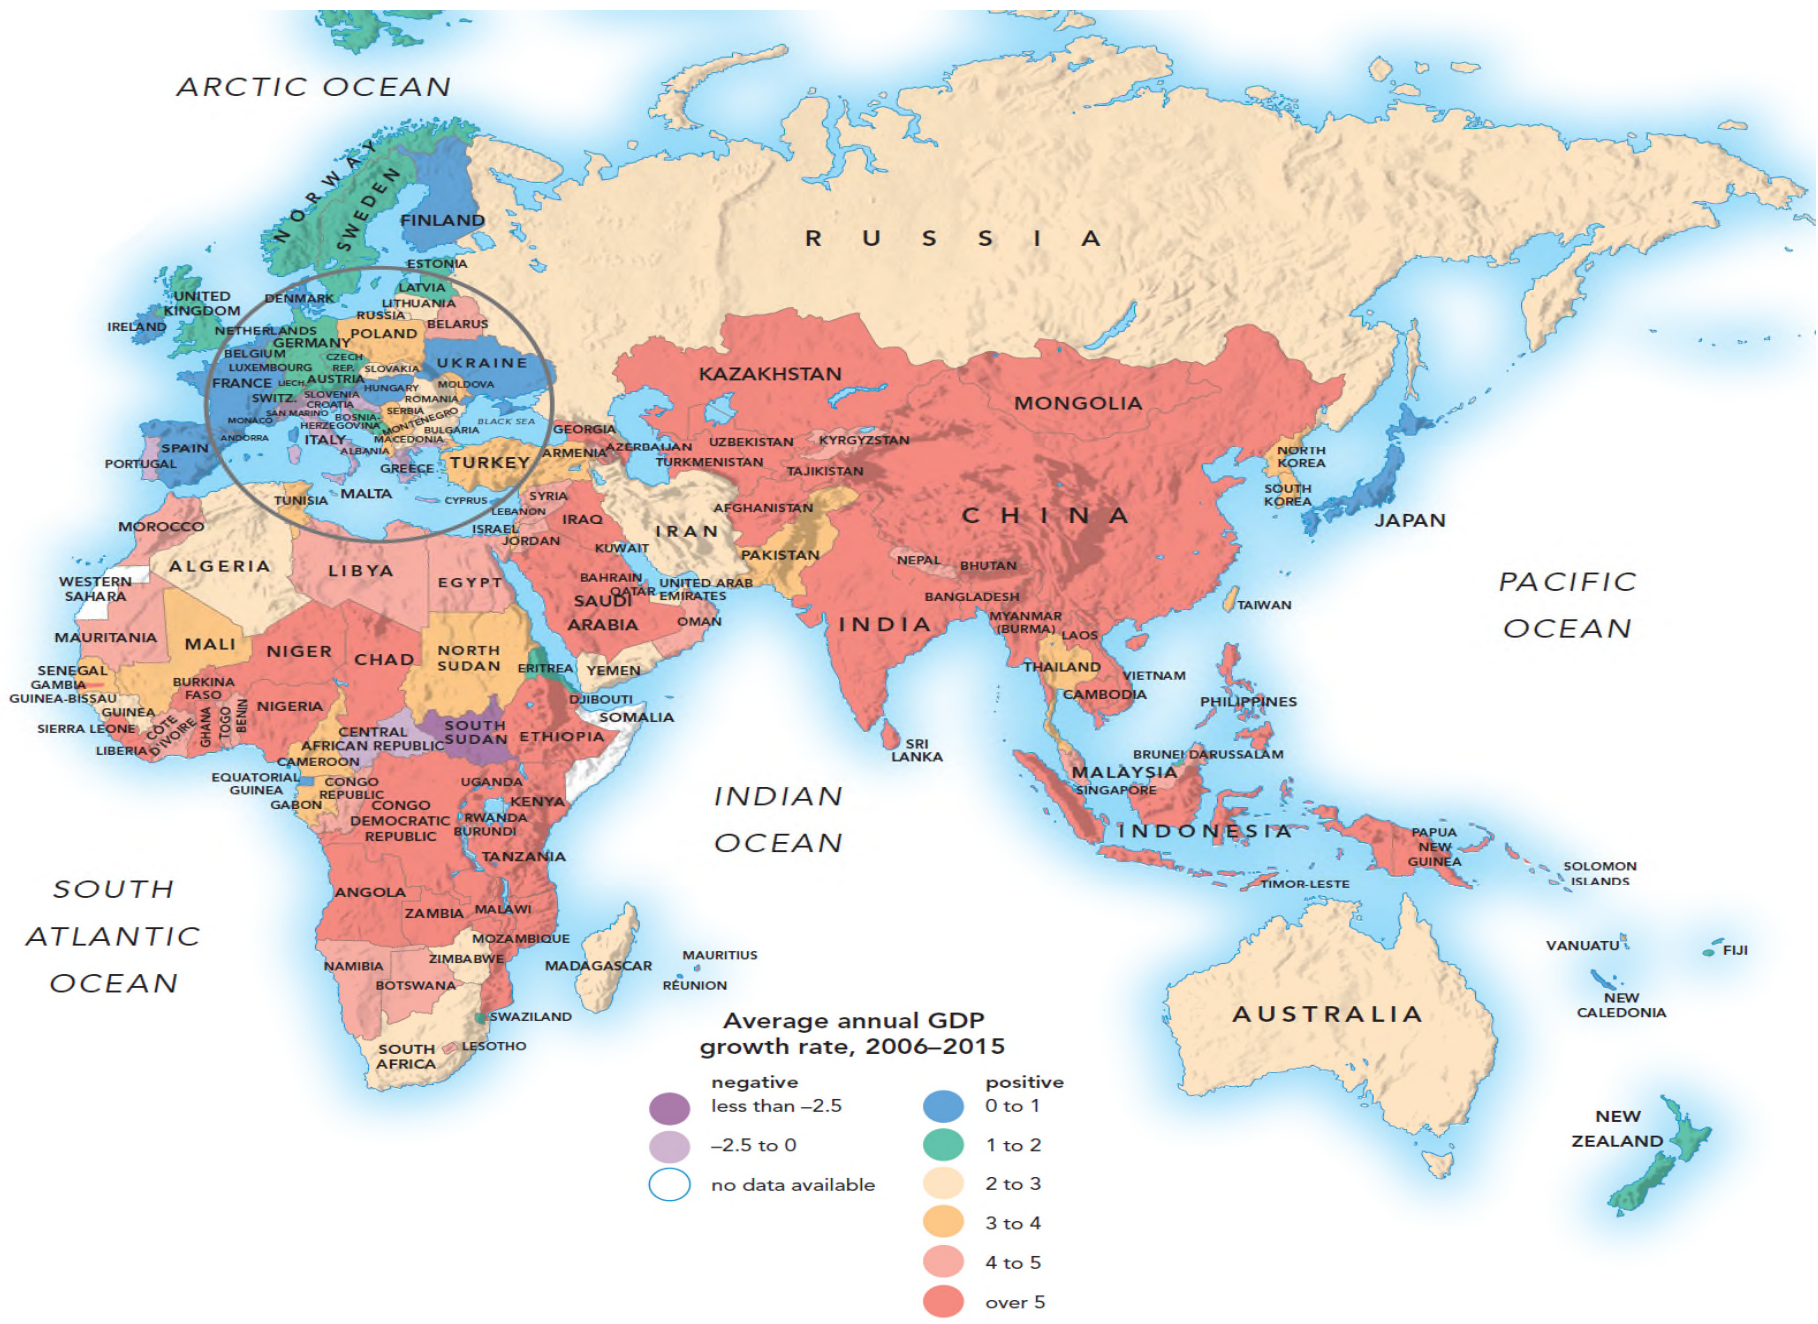 ARCTIC OCEAN
NORWAY
SWEDEN
FINLAND
RUSSIA
ESTONIA
LATVIA
LITHUANIA
RUSSIA
DENMARK
UNITED
KINGDOM
IRELAND
NETHERLANDS
POLAND
BELARUS
GERMANY
BELGIUM
CZECH
REP.
LUXEMBOURG
SLOVAKIA
UKRAINE
FRANCE
LIECH.
AUSTRIA
HUNGARY
MOLDOVA
SWITZ.
SLOVENIA
CROATIA
ROMANIA
SAN MARINO
SERBIA
MONACO
BOSNIA-
HERZEGOVINA
MONTENEGRO
BULGARIA
BLACK SEA
ANDORRA
ITALY
MACEDONIA
SPAIN
ALBANIA
PORTUGAL
GREECE
TURKEY
GEORGIA
ARMENIA
AZERBAIJAN
MALTA
TUNISIA
CYPRUS
SYRIA
LEBANON
ISRAEL
JORDAN
IRAQ
IRAN
KUWAIT
BAHRAIN
QATAR
UNITED ARAB
EMIRATES
SAUDI
ARABIA
OMAN
YEMEN
KAZAKHSTAN
MONGOLIA
UZBEKISTAN
KYRGYZSTAN
TURKMENISTAN
TAJIKISTAN
AFGHANISTAN
PAKISTAN
CHINA
NORTH
KOREA
SOUTH
KOREA
JAPAN
NEPAL
BHUTAN
BANGLADESH
INDIA
MYANMAR
(BURMA)
LAOS
TAIWAN
THAILAND
VIETNAM
CAMBODIA
PHILIPPINES
SRI
LANKA
BRUNEI DARUSSALAM
MALAYSIA
SINGAPORE
INDONESIA
PAPUA
NEW
GUINEA
TIMOR-LESTE
SOLOMON
ISLANDS
PACIFIC
OCEAN
MOROCCO
ALGERIA
LIBYA
EGYPT
WESTERN
SAHARA
MAURITANIA
MALI
NIGER
CHAD
NORTH
SUDAN
ERITREA
SENEGAL
GAMBIA
GUINEA-BISSAU
GUINEA
SIERRA LEONE
LIBERIA
CÔTE
D'IVOIRE
BURKINA
FASO
GHANA
TOGO
BENIN
NIGERIA
DJIBOUTI
SOMALIA
SOUTH
SUDAN
ETHIOPIA
CENTRAL
AFRICAN REPUBLIC
CAMEROON
EQUATORIAL
GUINEA
GABON
CONGO
REPUBLIC
CONGO
DEMOCRATIC
REPUBLIC
UGANDA
KENYA
RWANDA
BURUNDI
TANZANIA
ANGOLA
ZAMBIA
MALAWI
MOZAMBIQUE
ZIMBABWE
NAMIBIA
BOTSWANA
MADAGASCAR
MAURITIUS
RÉUNION
SWAZILAND
SOUTH
AFRICA
LESOTHO
INDIAN
OCEAN
SOUTH
ATLANTIC
OCEAN
VANUATU
FIJI
NEW
CALEDONIA
AUSTRALIA
NEW
ZEALAND
Average annual GDP
growth rate, 2006–2015
negative
less than –2.5
–2.5 to 0
no data available
positive
0 to 1
1 to 2
2 to 3
3 to 4
4 to 5
over 5